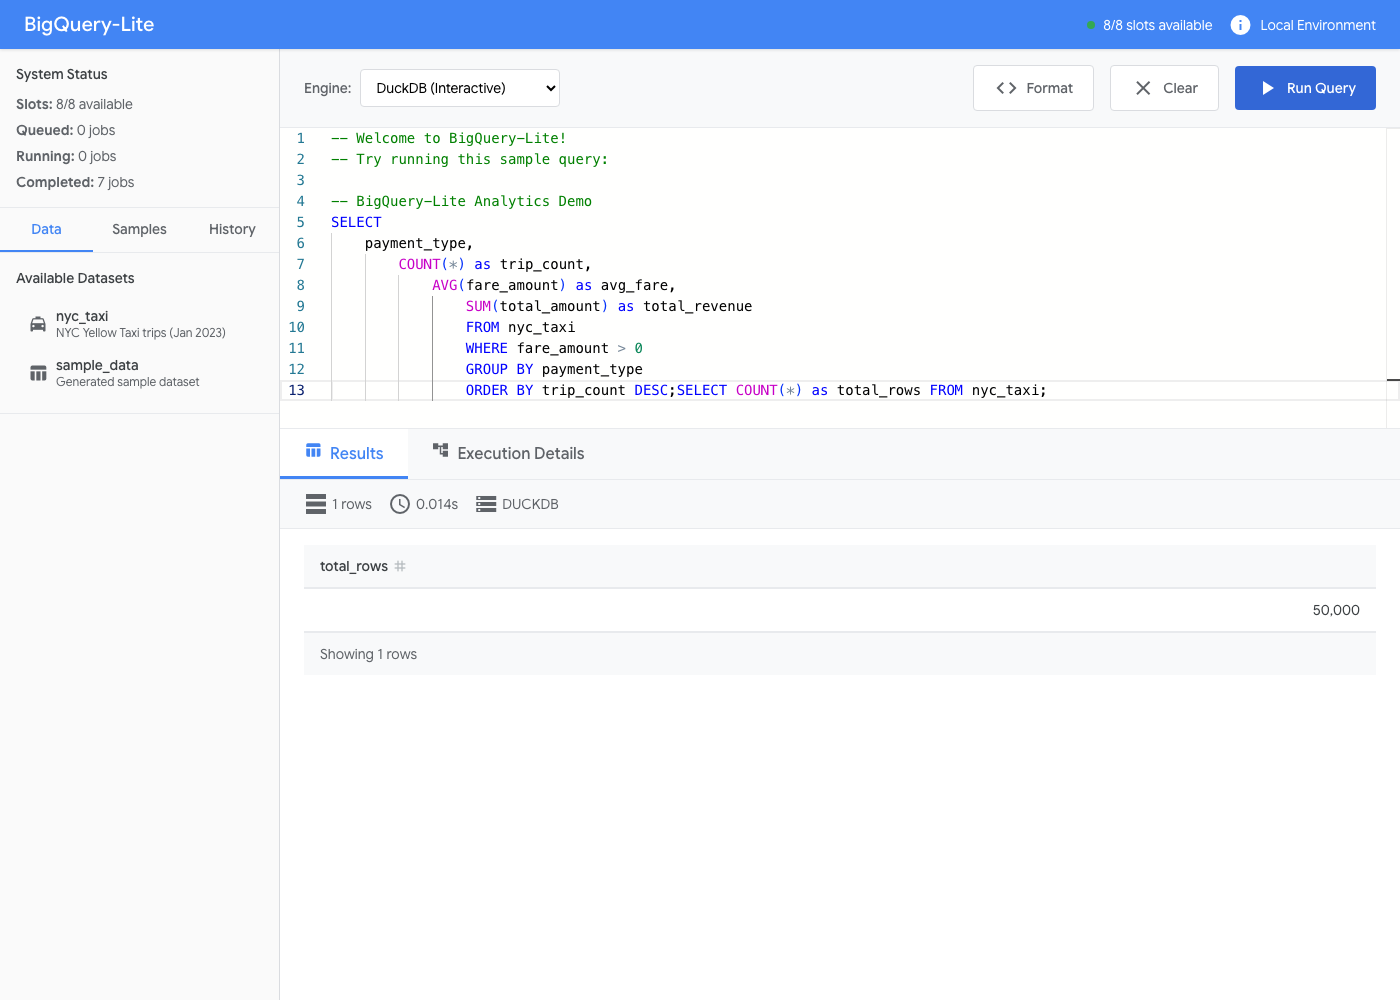 BigQuery-Lite
8/8 slots available
Local Environment
System Status
Slots: 8/8 available
Queued: 0 jobs
Running: 0 jobs
Completed: 7 jobs
Data Samples History
Available Datasets
nyc_taxi
NYC Yellow Taxi trips (Jan 2023)
sample_data
Generated sample dataset
Engine: DuckDB (Interactive) Format Clear Run Query
1 -- Welcome to BigQuery-Lite!
2 -- Try running this sample query:
3
4 -- BigQuery-Lite Analytics Demo
5 SELECT
6 payment_type,
7 COUNT(*) as trip_count,
8 AVG(fare_amount) as avg_fare,
9 SUM(total_amount) as total_revenue
10 FROM nyc_taxi
11 WHERE fare_amount > 0
12 GROUP BY payment_type
13 ORDER BY trip_count DESC;SELECT COUNT(*) as total_rows FROM nyc_taxi;
Results Execution Details
1 rows 0.014s DUCKDB
total_rows #
50,000
Showing 1 rows